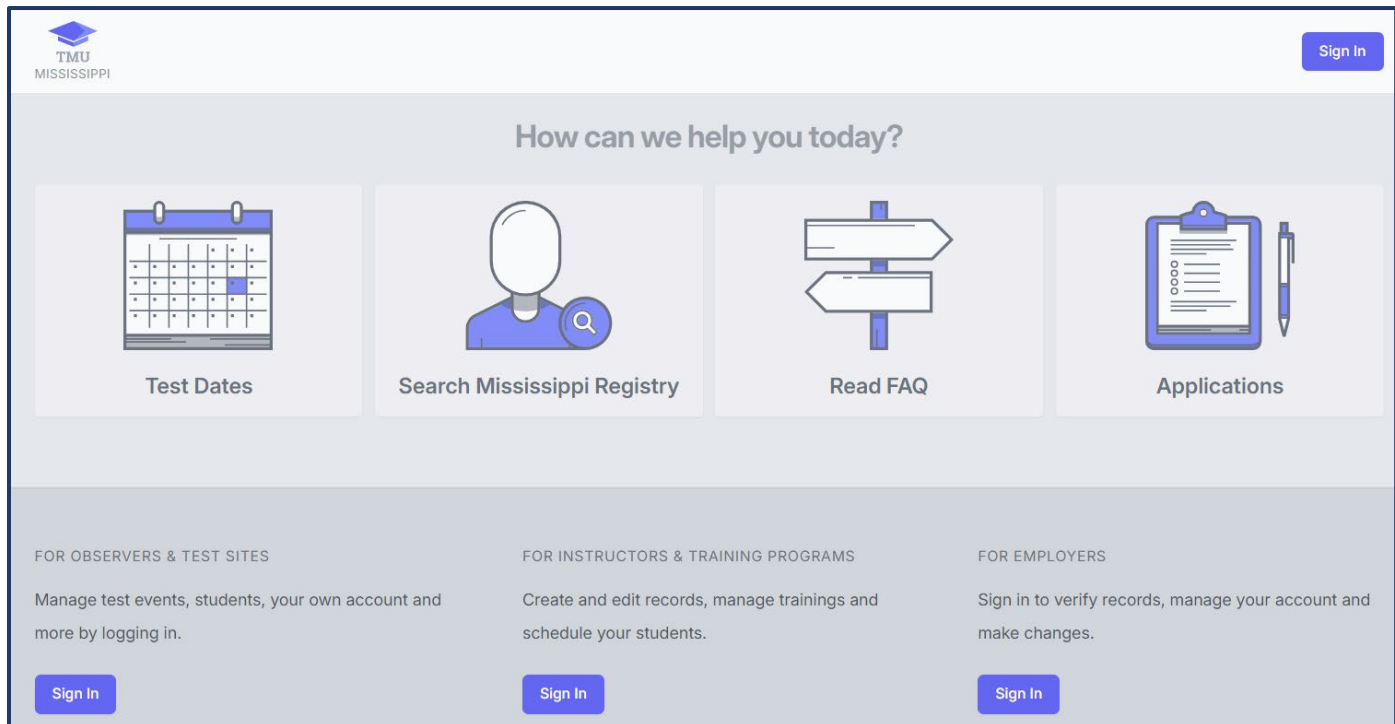 TMU
MISSISSIPPI
Sign In
How can we help you today?
Test Dates
Search Mississippi Registry
Read FAQ
Applications
FOR OBSERVERS & TEST SITES
Manage test events, students, your own account and
more by logging in.
Sign In
FOR INSTRUCTORS & TRAINING PROGRAMS
Create and edit records, manage trainings and
schedule your students.
Sign In
FOR EMPLOYERS
Sign in to verify records, manage your account and
make changes.
Sign In